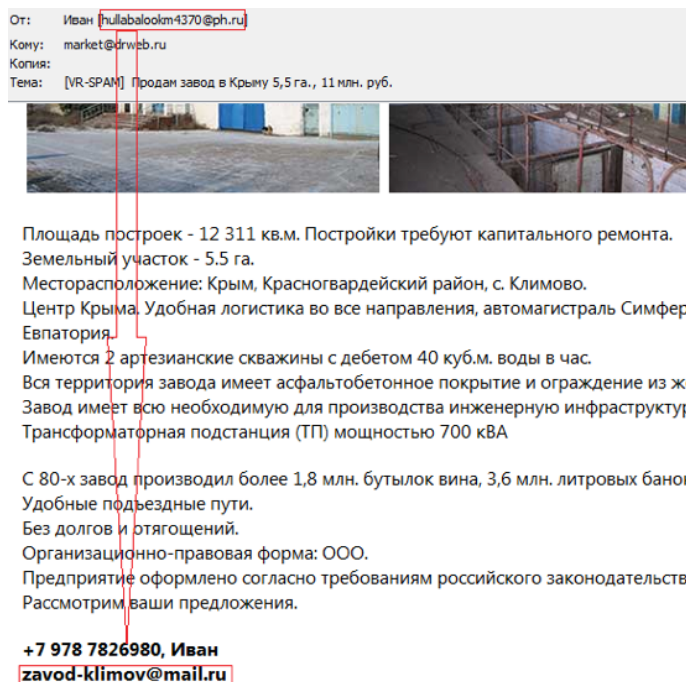 От: Иван [hullabalookm4370@ph.ru]
Кому: market@drweb.ru
Копия:
Тема: [VR-SPAM] Продам завод в Крыму 5,5 га., 11 млн. руб.
Площадь построек - 12 311 кв.м. Постройки требуют капитального ремонта.
Земельный участок - 5.5 га.
Месторасположение: Крым, Красногвардейский район, с. Климово.
Центр Крыма. Удобная логистика во все направления, автомагистраль Симфер
Евпатория.
Имеются 2 артезианские скважины с дебетом 40 куб.м. воды в час.
Вся территория завода имеет асфальтобетонное покрытие и ограждение из ж
Завод имеет всю необходимую для производства инженерную инфраструктур
Трансформаторная подстанция (ТП) мощностью 700 кВА
С 80-х завод производил более 1,8 млн. бутылок вина, 3,6 млн. литровых банон
Удобные подъездные пути.
Без долгов и отягощений.
Организационно-правовая форма: ООО.
Предприятие оформлено согласно требованиям российского законодательств
Рассмотрим ваши предложения.
+7 978 7826980, Иван
zavod-klimov@mail.ru